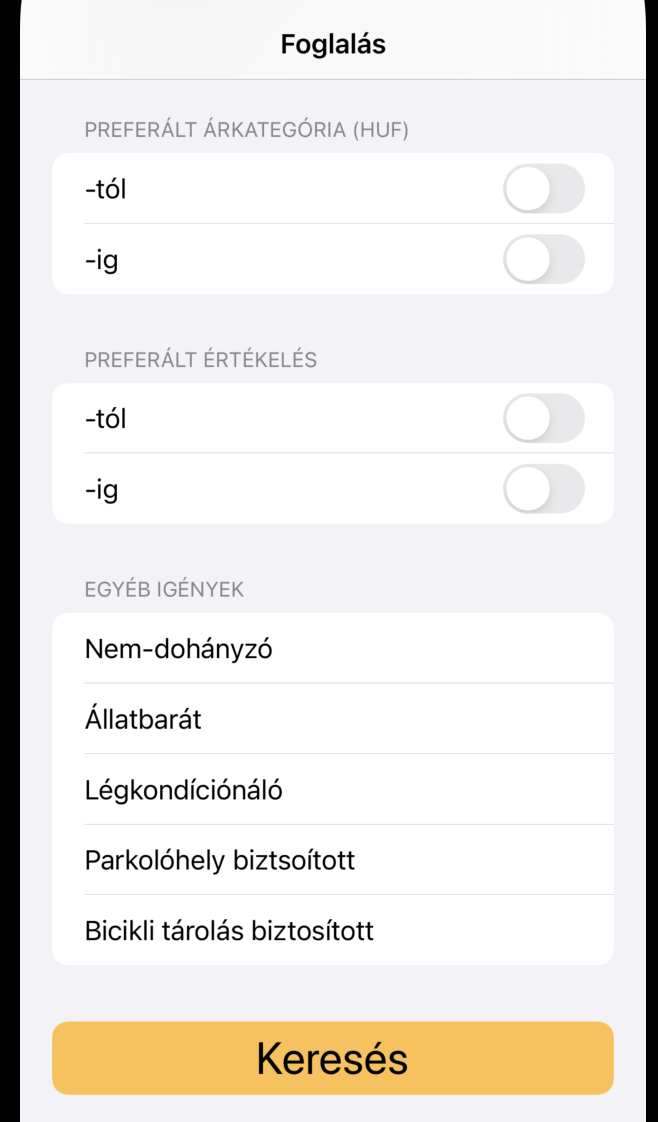 Foglalás
PREFERÁLT ÁRKATEGÓRIA (HUF)
-tól
-ig
PREFERÁLT ÉRTÉKELÉS
-tól
-ig
EGYÉB IGÉNYEK
Nem-dohányzó
Állatbarát
Légkondíciónáló
Parkolóhely biztsoított
Bicikli tárolás biztosított
Keresés